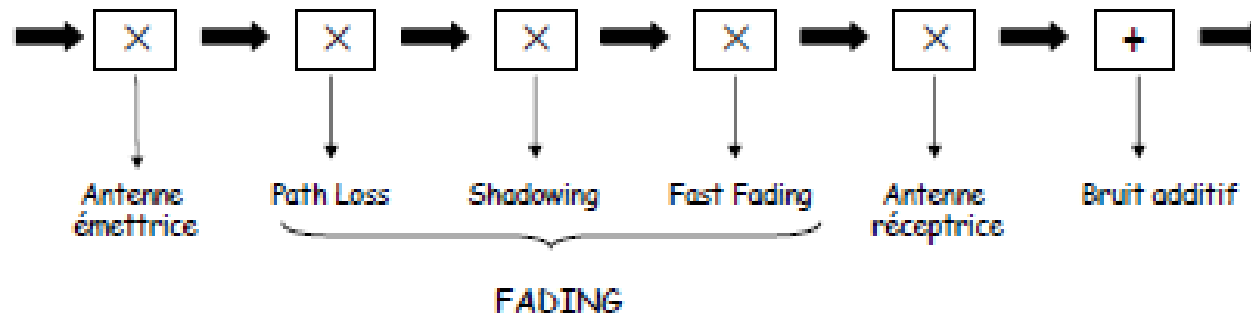 × × × × × +
Antenne émettrice
Path Loss
Shadowing
Fast Fading
Antenne réceptrice
Bruit additif
FADING